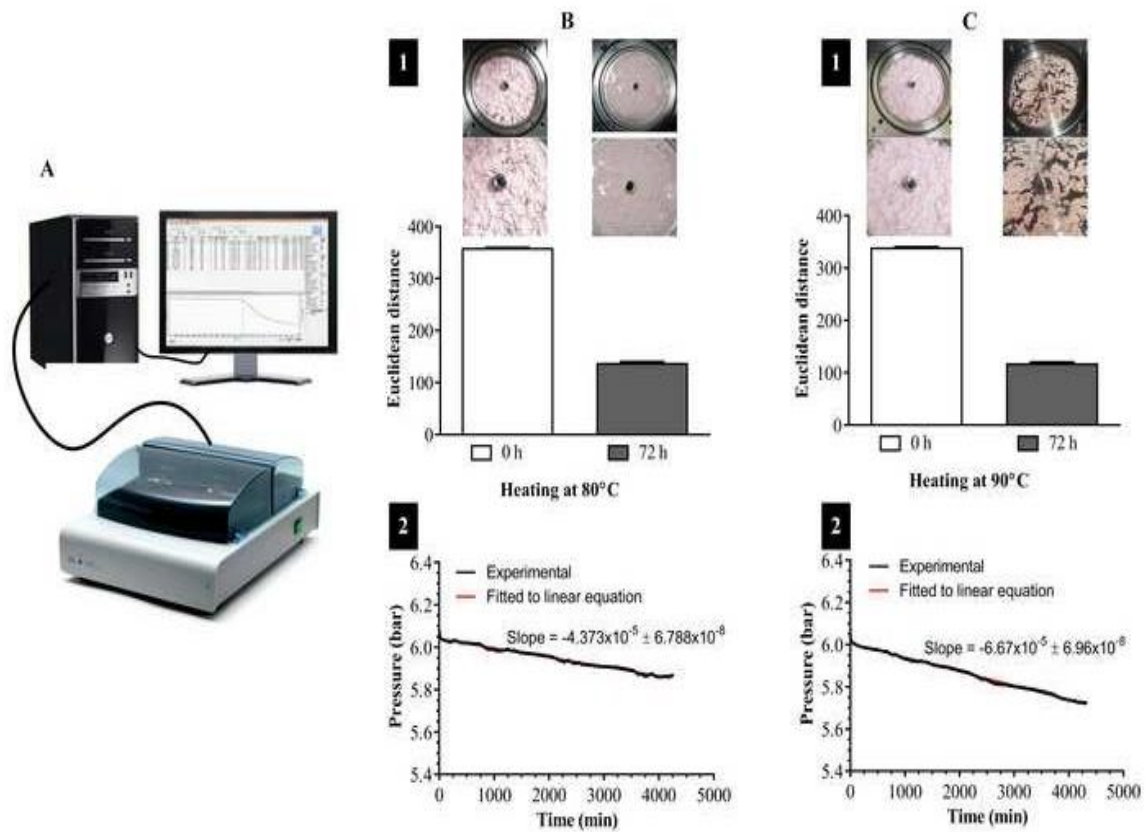 A
B
1
400
300
200
100
0
Euclidean distance
0 h
72 h
Heating at 80°C
2
6.4
6.2
6.0
5.8
5.6
5.4
Pressure (bar)
Experimental
Fitted to linear equation
Slope = -4.373x10⁻⁵ ± 6.788x10⁻⁸
0 1000 2000 3000 4000 5000
Time (min)
C
1
400
300
200
100
0
Euclidean distance
0 h
72 h
Heating at 90°C
2
6.4
6.2
6.0
5.8
5.6
5.4
Pressure (bar)
Experimental
Fitted to linear equation
Slope = -6.67x10⁻⁵ ± 6.96x10⁻⁸
0 1000 2000 3000 4000 5000
Time (min)